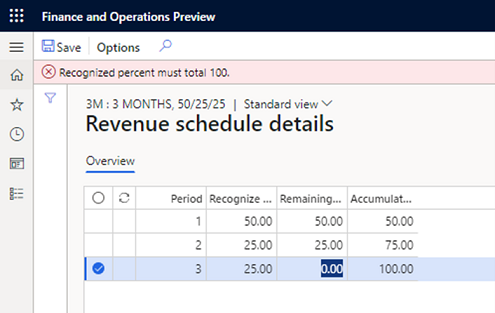 Finance and Operations Preview
Save Options
Recognized percent must total 100.
3M : 3 MONTHS, 50/25/25 | Standard view
Revenue schedule details
Overview
Period Recognize ... Remaining... Accumulat...
1 50.00 50.00 50.00
2 25.00 25.00 75.00
3 25.00 0.00 100.00